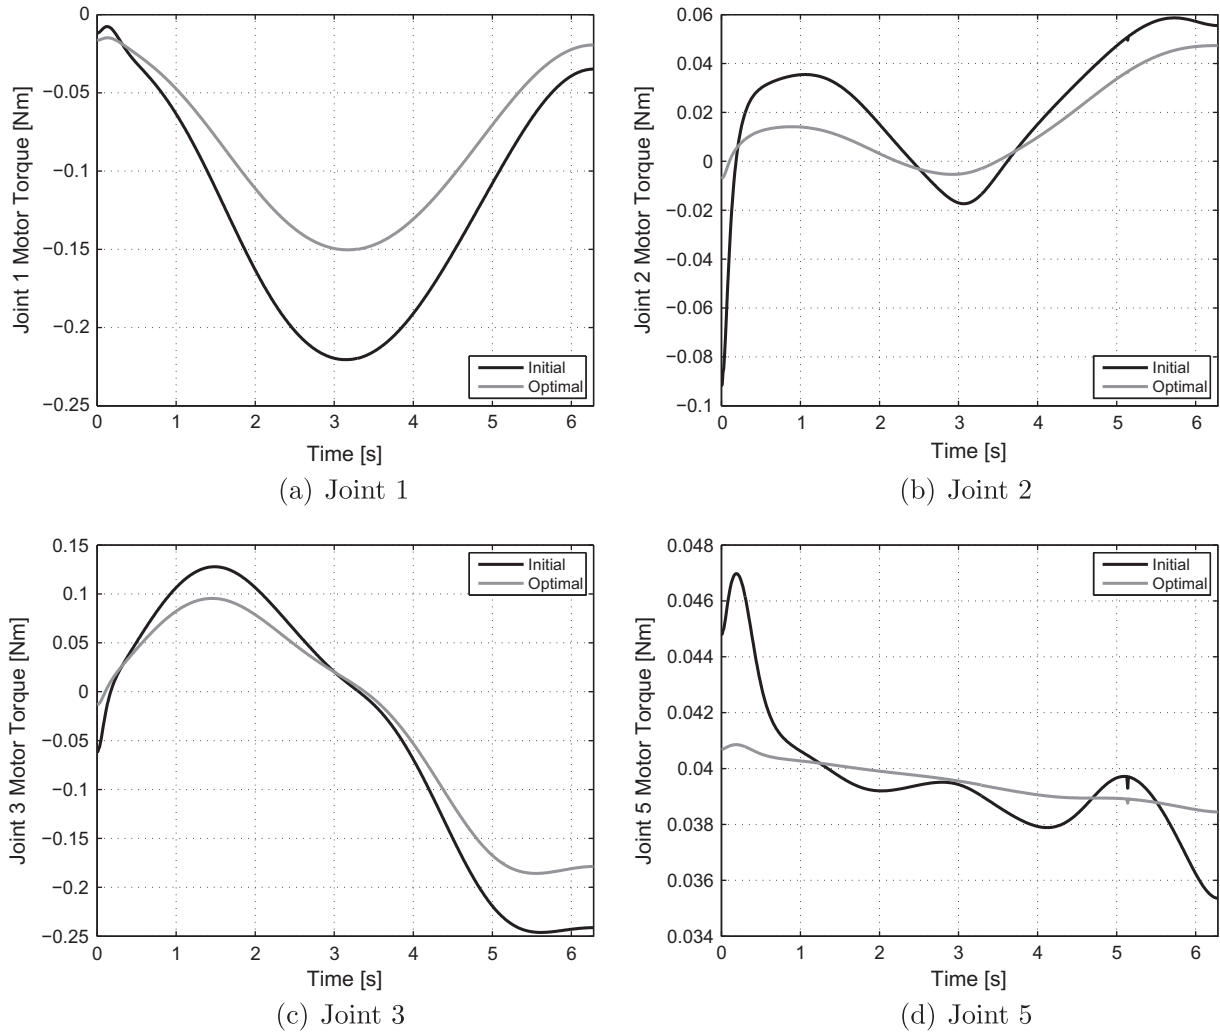 0
−0.05
−0.1
−0.15
−0.2
−0.25
Joint 1 Motor Torque [Nm]
0 1 2 3 4 5 6
Time [s]
Initial
Optimal
(a) Joint 1
0.06
0.04
0.02
0
−0.02
−0.04
−0.06
−0.08
−0.1
Joint 2 Motor Torque [Nm]
0 1 2 3 4 5 6
Time [s]
Initial
Optimal
(b) Joint 2
0.15
0.1
0.05
0
−0.05
−0.1
−0.15
−0.2
−0.25
Joint 3 Motor Torque [Nm]
0 1 2 3 4 5 6
Time [s]
Initial
Optimal
(c) Joint 3
0.048
0.046
0.044
0.042
0.04
0.038
0.036
0.034
Joint 5 Motor Torque [Nm]
0 1 2 3 4 5 6
Time [s]
Initial
Optimal
(d) Joint 5